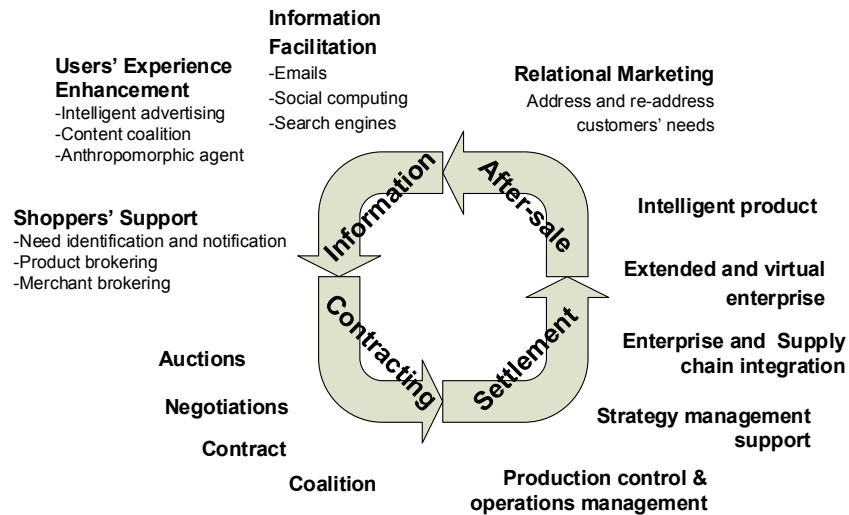 Information
Facilitation
-Emails
-Social computing
-Search engines
Users’ Experience
Enhancement
-Intelligent advertising
-Content coalition
-Anthropomorphic agent
Relational Marketing
Address and re-address
customers’ needs
Shoppers’ Support
-Need identification and notification
-Product brokering
-Merchant brokering
Information
After-sale
Contracting
Settlement
Intelligent product
Extended and virtual
enterprise
Enterprise and Supply
chain integration
Strategy management
support
Production control &
operations management
Auctions
Negotiations
Contract
Coalition